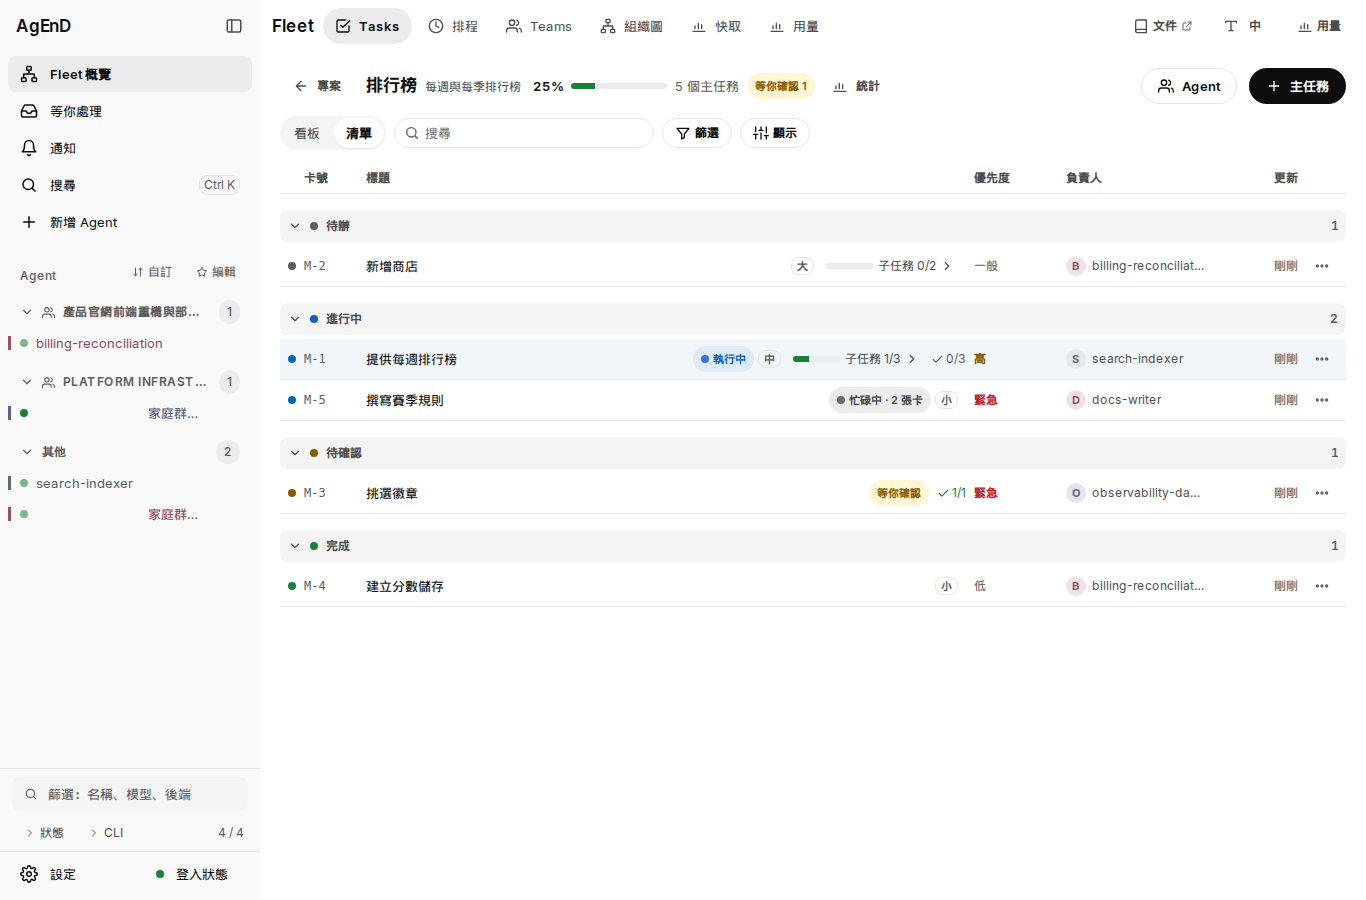 AgEnD
Fleet 概覽
等你處理
通知
搜尋 Ctrl K
新增 Agent
Agent 自訂 編輯
產品官網前端重構與部... 1
billing-reconciliation
PLATFORM INFRAST... 1
家庭群...
其他 2
search-indexer
家庭群...
篩選：名稱、模型、後端
狀態 CLI 4 / 4
設定 登入狀態
Fleet Tasks 排程 Teams 組織圖 快取 用量 文件 中 用量
專案 排行榜 每週與每季排行榜 25% 5 個主任務 等你確認 1 統計 Agent 主任務
看板 清單 搜尋 篩選 顯示
卡號 標題 優先度 負責人 更新
待辦 1
M-2 新增商店 大 子任務 0/2 一般 B billing-reconciliat... 剛剛
進行中 2
M-1 提供每週排行榜 執行中 中 子任務 1/3 0/3 高 S search-indexer 剛剛
M-5 撰寫賽季規則 忙碌中 · 2 張卡 小 緊急 D docs-writer 剛剛
待確認 1
M-3 挑選徽章 等你確認 1/1 緊急 O observability-da... 剛剛
完成 1
M-4 建立分數儲存 小 低 B billing-reconciliat... 剛剛